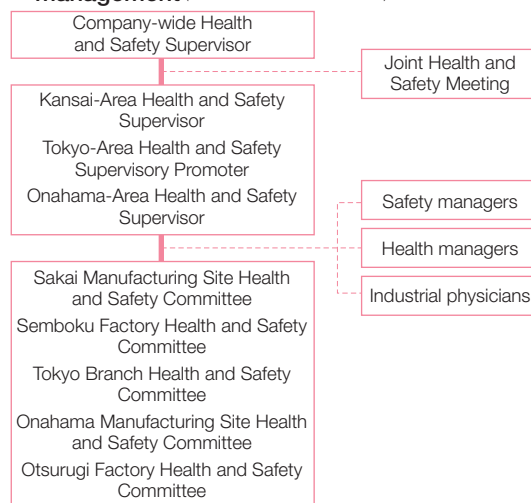 management
Company-wide Health
and Safety Supervisor
Joint Health and
Safety Meeting
Kansai-Area Health and Safety
Supervisor
Tokyo-Area Health and Safety
Supervisory Promoter
Onahama-Area Health and Safety
Supervisor
Safety managers
Health managers
Industrial physicians
Sakai Manufacturing Site Health
and Safety Committee
Semboku Factory Health and Safety
Committee
Tokyo Branch Health and Safety
Committee
Onahama Manufacturing Site Health
and Safety Committee
Otsurugi Factory Health and Safety
Committee